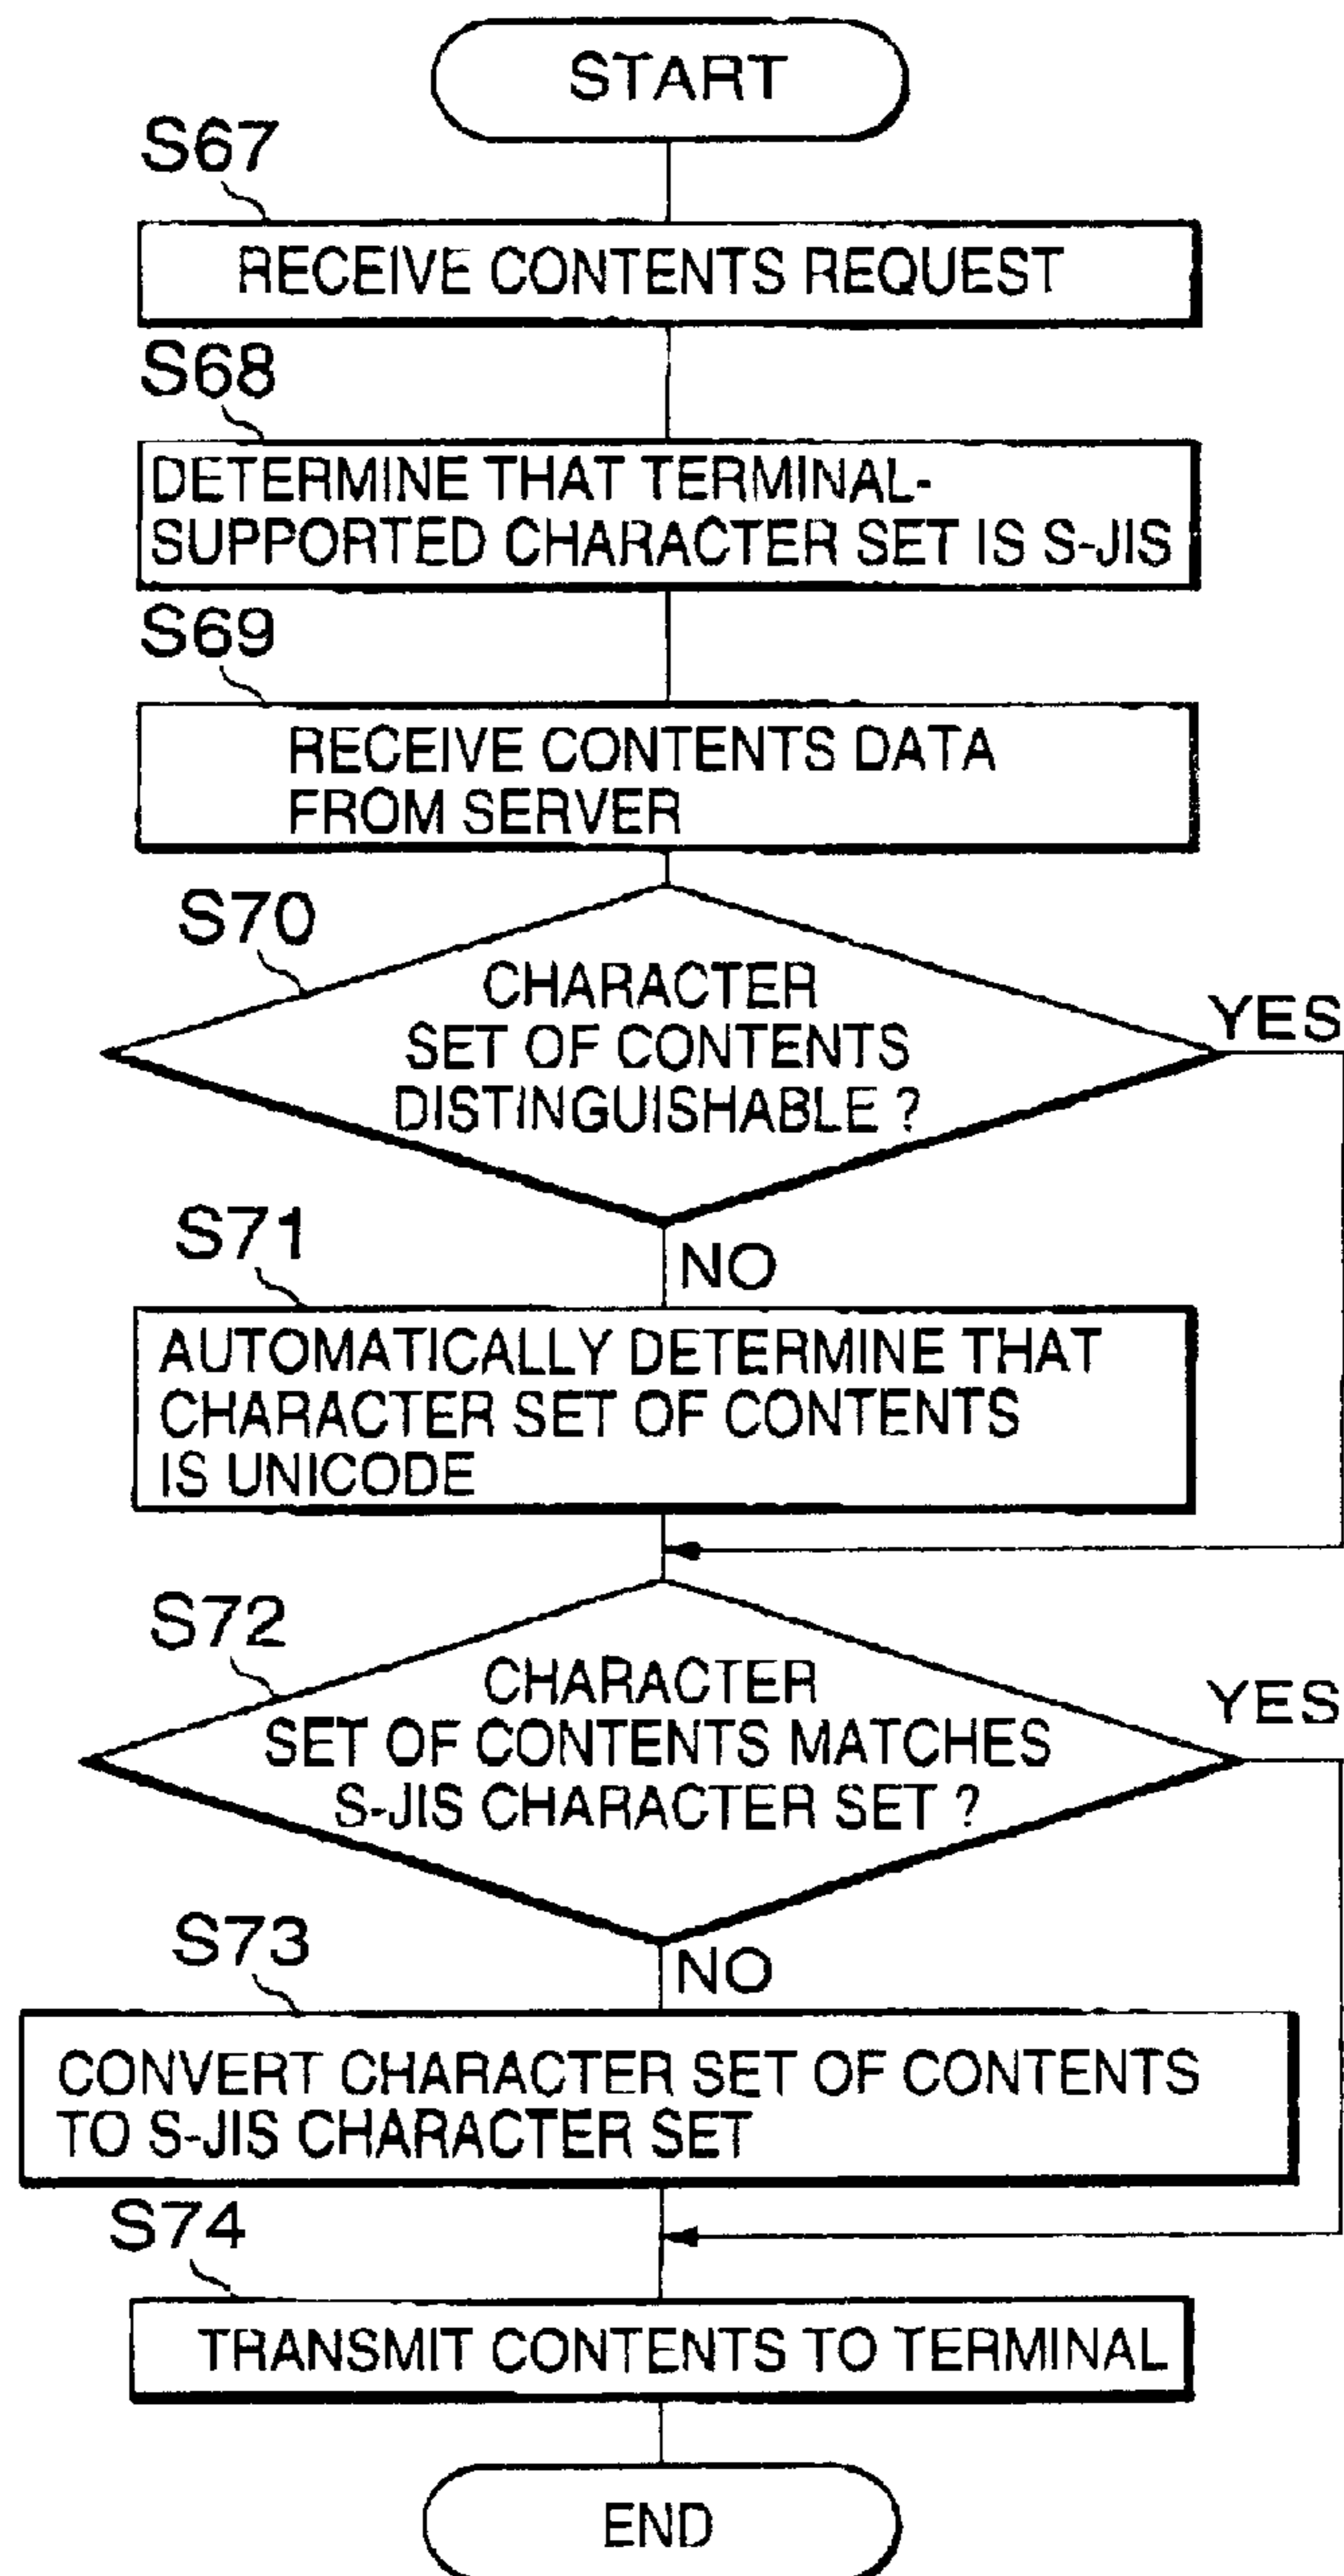 START
S67
RECEIVE CONTENTS REQUEST
S68
DETERMINE THAT TERMINAL-
SUPPORTED CHARACTER SET IS S-JIS
S69
RECEIVE CONTENTS DATA
FROM SERVER
S70
CHARACTER
SET OF CONTENTS
DISTINGUISHABLE ?
YES
NO
S71
AUTOMATICALLY DETERMINE THAT
CHARACTER SET OF CONTENTS
IS UNICODE
S72
CHARACTER
SET OF CONTENTS MATCHES
S-JIS CHARACTER SET ?
YES
NO
S73
CONVERT CHARACTER SET OF CONTENTS
TO S-JIS CHARACTER SET
S74
TRANSMIT CONTENTS TO TERMINAL
END